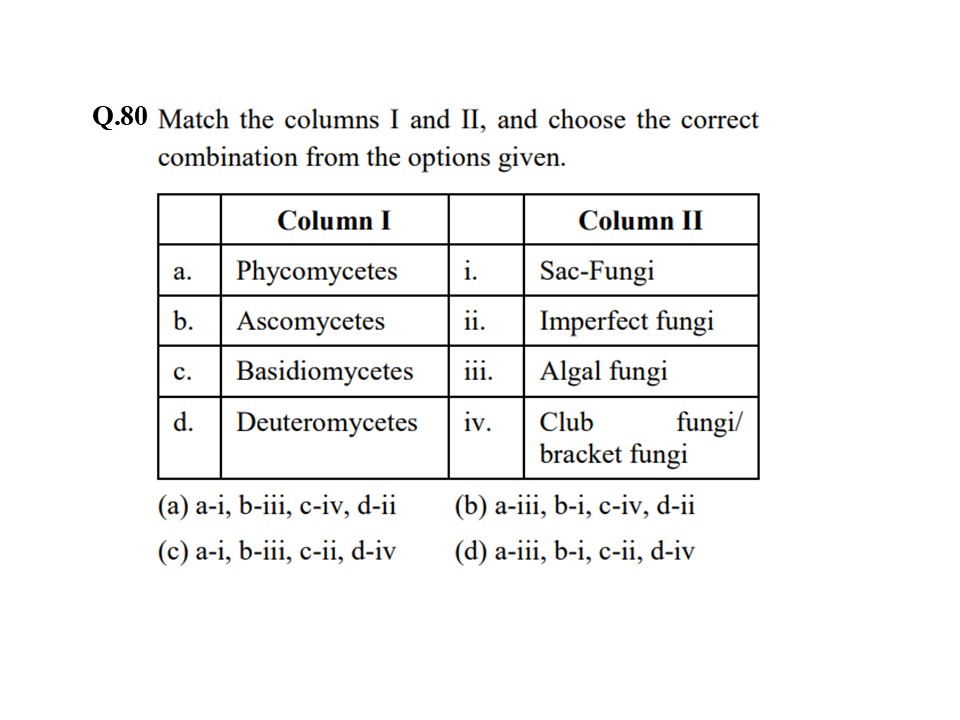 Q.80 Match the columns I and II, and choose the correct
combination from the options given.
Column I Column II
a. Phycomycetes i. Sac-Fungi
b. Ascomycetes ii. Imperfect fungi
c. Basidiomycetes iii. Algal fungi
d. Deuteromycetes iv. Club fungi/
bracket fungi
(a) a-i, b-iii, c-iv, d-ii (b) a-iii, b-i, c-iv, d-ii
(c) a-i, b-iii, c-ii, d-iv (d) a-iii, b-i, c-ii, d-iv